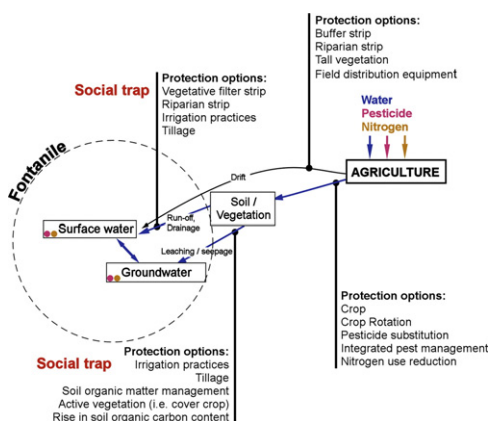 Protection options:
Buffer strip
Riparian strip
Tall vegetation
Field distribution equipment
Social trap
Protection options:
Vegetative filter strip
Riparian strip
Irrigation practices
Tillage
Water
Pesticide
Nitrogen
AGRICULTURE
Fontanile
Drift
Soil /
Vegetation
Surface water
Run-off,
Drainage
Leaching / seepage
Groundwater
Protection options:
Crop
Crop Rotation
Pesticide substitution
Integrated pest management
Nitrogen use reduction
Social trap
Protection options:
Irrigation practices
Tillage
Soil organic matter management
Active vegetation (i.e. cover crop)
Rise in soil organic carbon content